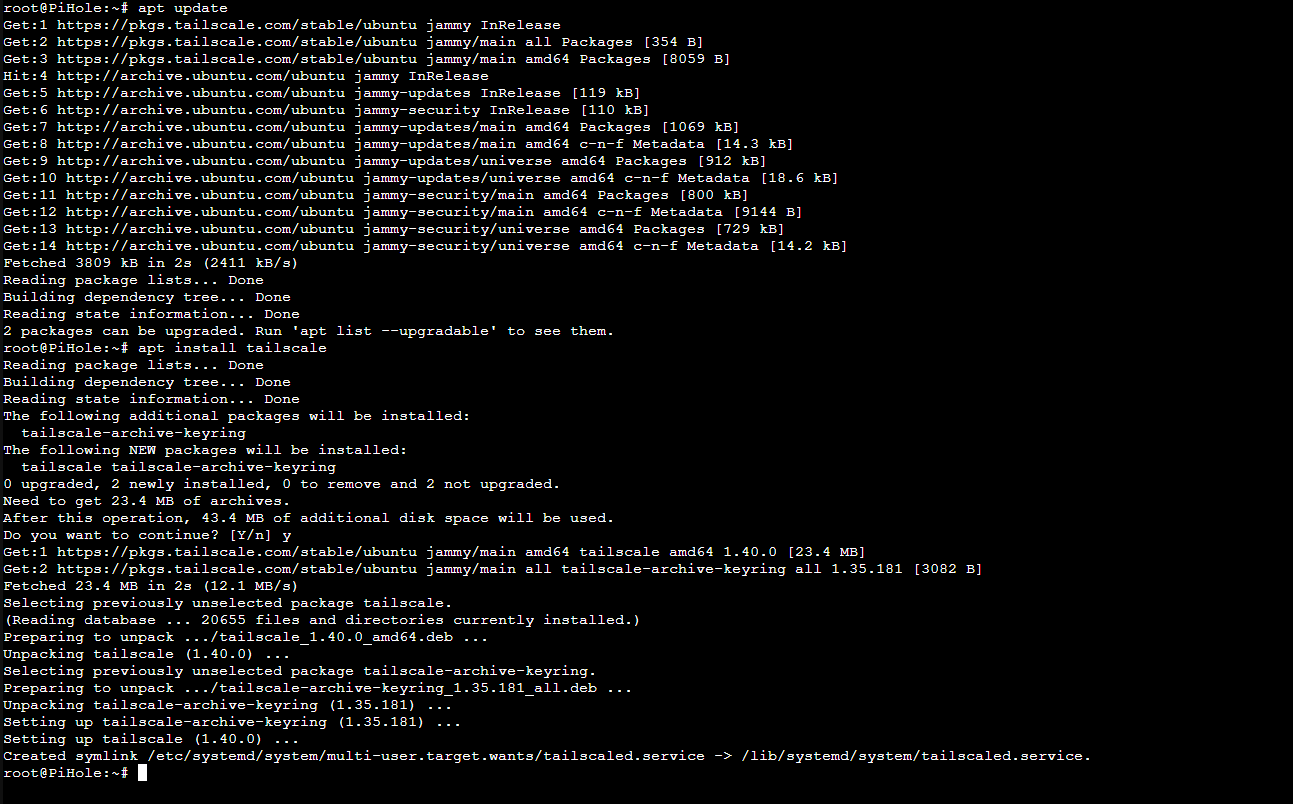 root@PiHole:~# apt update
Get:1 https://pkgs.tailscale.com/stable/ubuntu jammy InRelease
Get:2 https://pkgs.tailscale.com/stable/ubuntu jammy/main all Packages [354 B]
Get:3 https://pkgs.tailscale.com/stable/ubuntu jammy/main amd64 Packages [8059 B]
Hit:4 http://archive.ubuntu.com/ubuntu jammy InRelease
Get:5 http://archive.ubuntu.com/ubuntu jammy-updates InRelease [119 kB]
Get:6 http://archive.ubuntu.com/ubuntu jammy-security InRelease [110 kB]
Get:7 http://archive.ubuntu.com/ubuntu jammy-updates/main amd64 Packages [1069 kB]
Get:8 http://archive.ubuntu.com/ubuntu jammy-updates/main amd64 c-n-f Metadata [14.3 kB]
Get:9 http://archive.ubuntu.com/ubuntu jammy-updates/universe amd64 Packages [912 kB]
Get:10 http://archive.ubuntu.com/ubuntu jammy-updates/universe amd64 c-n-f Metadata [18.6 kB]
Get:11 http://archive.ubuntu.com/ubuntu jammy-security/main amd64 Packages [800 kB]
Get:12 http://archive.ubuntu.com/ubuntu jammy-security/main amd64 c-n-f Metadata [9144 B]
Get:13 http://archive.ubuntu.com/ubuntu jammy-security/universe amd64 Packages [729 kB]
Get:14 http://archive.ubuntu.com/ubuntu jammy-security/universe amd64 c-n-f Metadata [14.2 kB]
Fetched 3809 kB in 2s (2411 kB/s)
Reading package lists... Done
Building dependency tree... Done
Reading state information... Done
2 packages can be upgraded. Run 'apt list --upgradable' to see them.
root@PiHole:~# apt install tailscale
Reading package lists... Done
Building dependency tree... Done
Reading state information... Done
The following additional packages will be installed:
  tailscale-archive-keyring
The following NEW packages will be installed:
  tailscale tailscale-archive-keyring
0 upgraded, 2 newly installed, 0 to remove and 2 not upgraded.
Need to get 23.4 MB of archives.
After this operation, 43.4 MB of additional disk space will be used.
Do you want to continue? [Y/n] y
Get:1 https://pkgs.tailscale.com/stable/ubuntu jammy/main amd64 tailscale amd64 1.40.0 [23.4 MB]
Get:2 https://pkgs.tailscale.com/stable/ubuntu jammy/main all tailscale-archive-keyring all 1.35.181 [3082 B]
Fetched 23.4 MB in 2s (12.1 MB/s)
Selecting previously unselected package tailscale.
(Reading database ... 20655 files and directories currently installed.)
Preparing to unpack .../tailscale_1.40.0_amd64.deb ...
Unpacking tailscale (1.40.0) ...
Selecting previously unselected package tailscale-archive-keyring.
Preparing to unpack .../tailscale-archive-keyring_1.35.181_all.deb ...
Unpacking tailscale-archive-keyring (1.35.181) ...
Setting up tailscale-archive-keyring (1.35.181) ...
Setting up tailscale (1.40.0) ...
Created symlink /etc/systemd/system/multi-user.target.wants/tailscaled.service -> /lib/systemd/system/tailscaled.service.
root@PiHole:~#